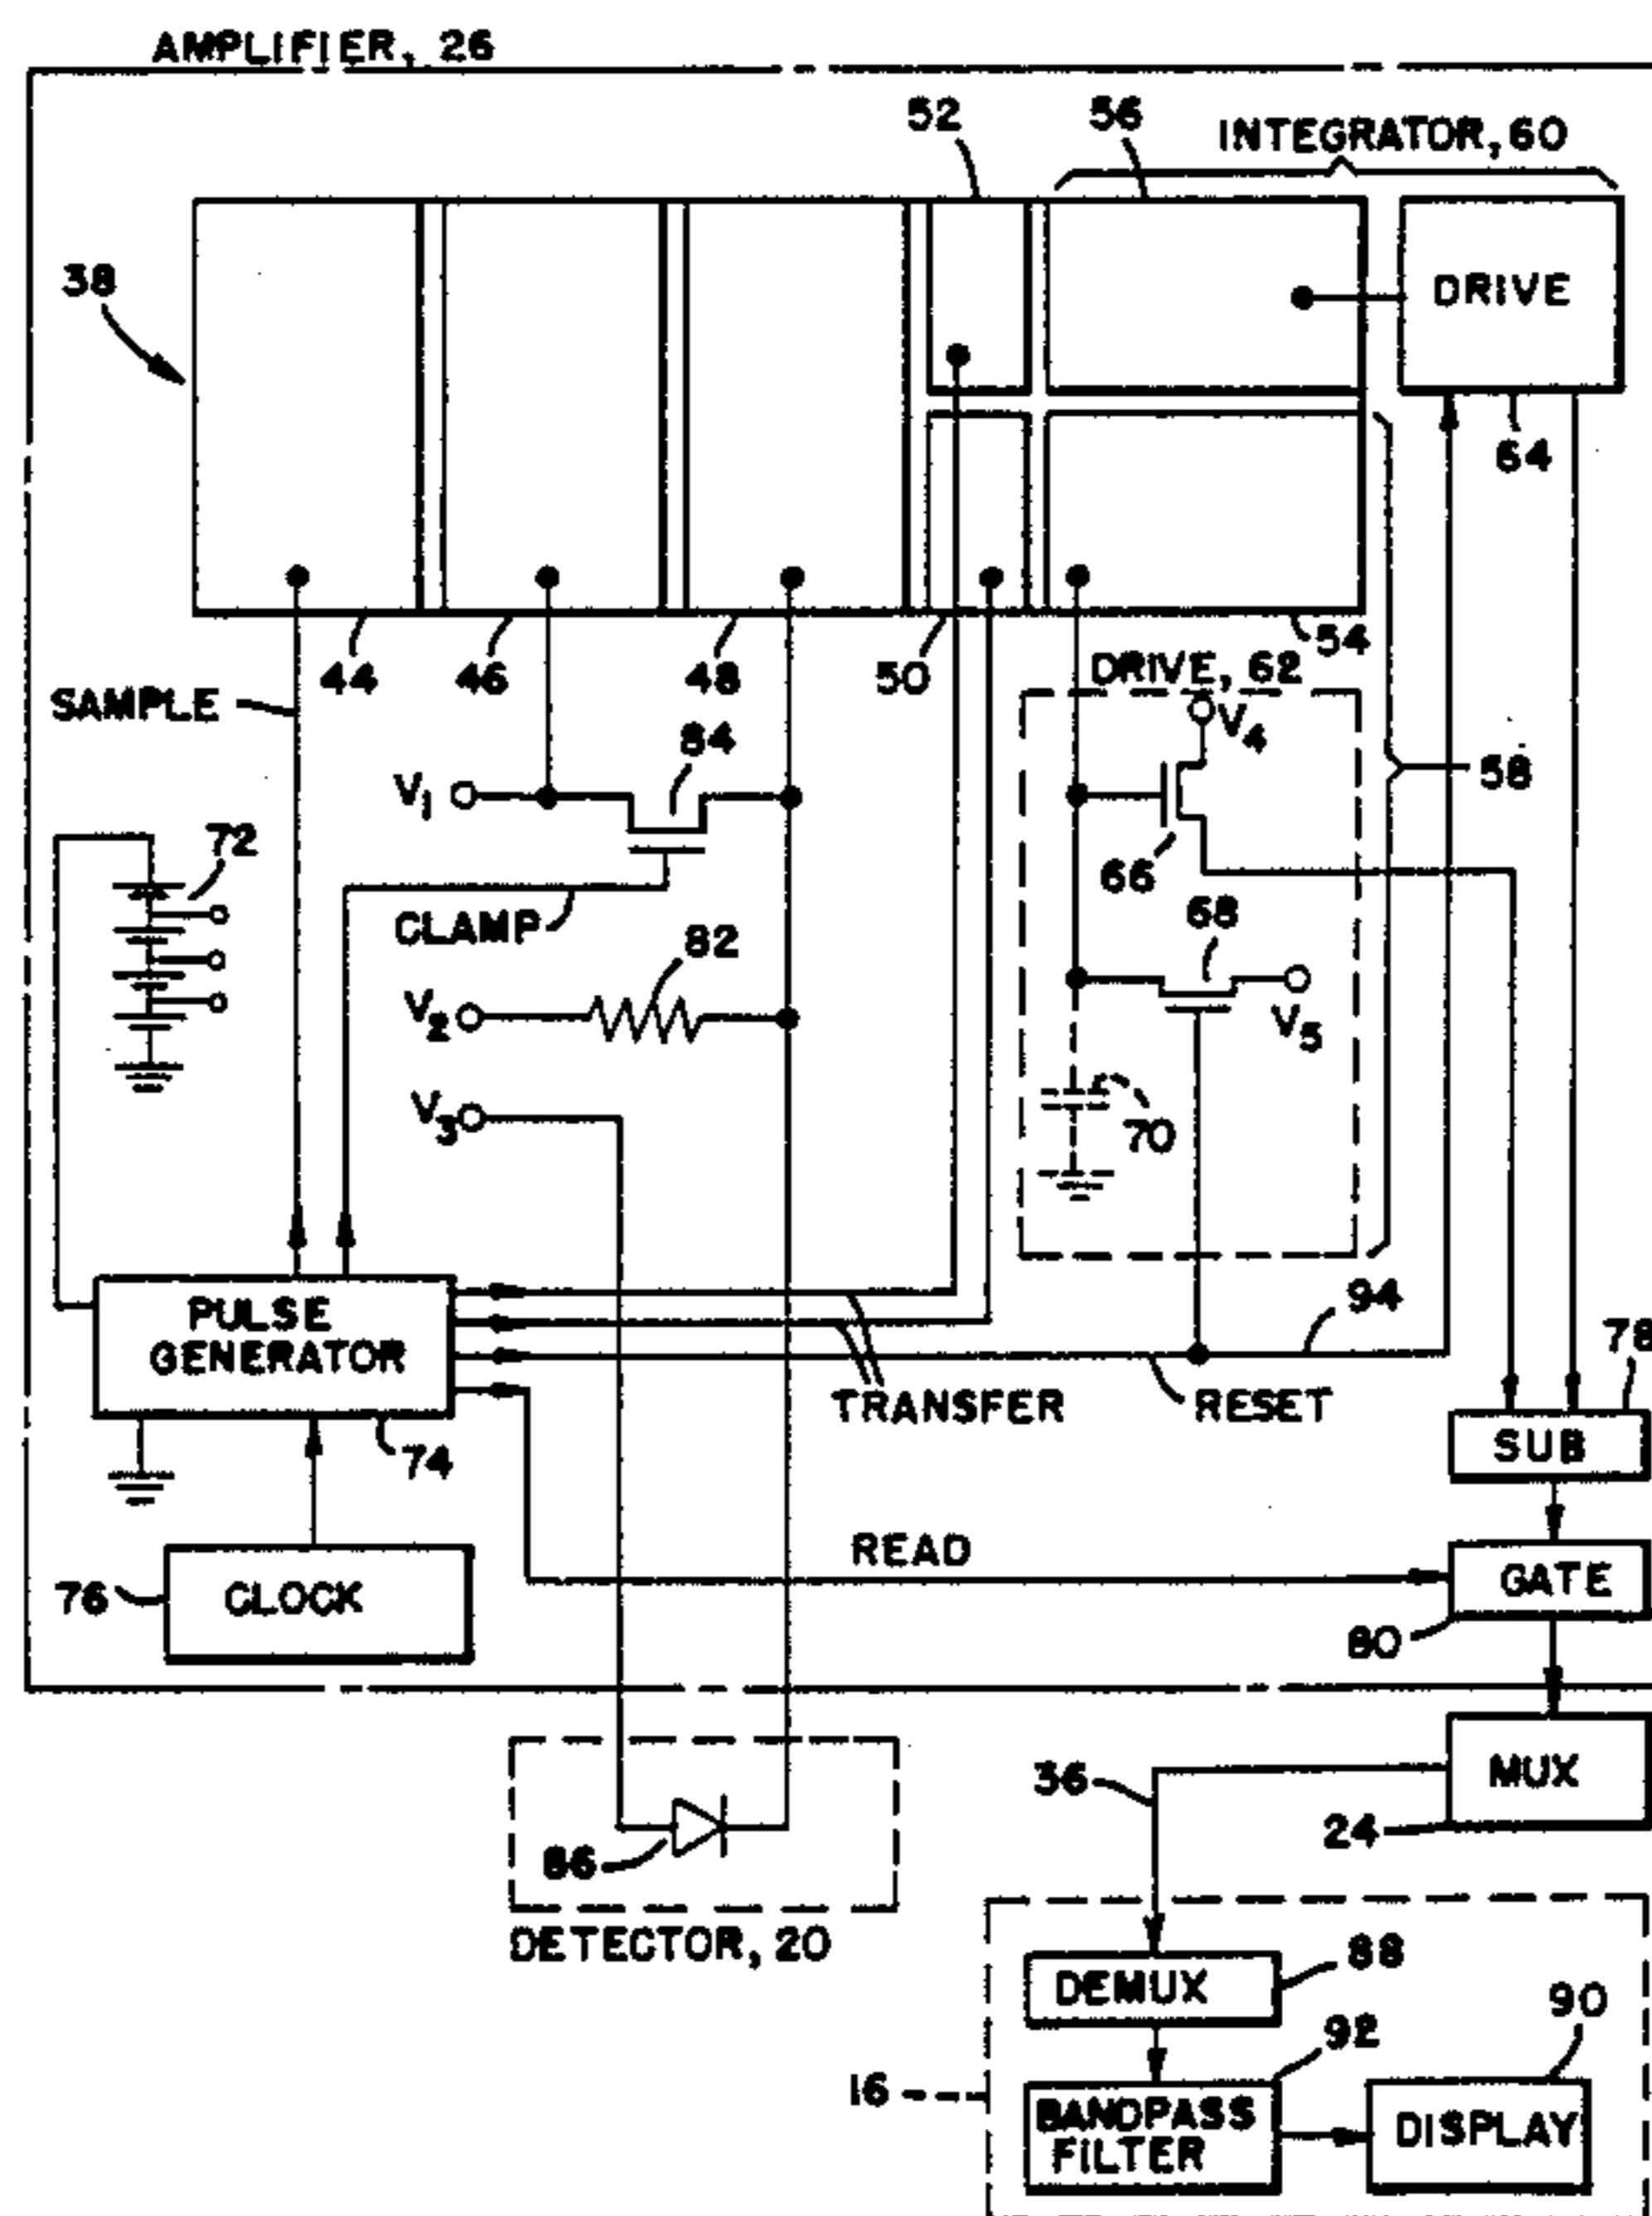 AMPLIFIER, 26
52
56
INTEGRATOR, 60
38
DRIVE
64
44
46
48
50
54
DRIVE, 62
SAMPLE
84
V4
V1
58
72
66
CLAMP
68
82
V2
V5
V3
70
94
PULSE
GENERATOR
78
TRANSFER
RESET
SUB
74
READ
76
CLOCK
GATE
80
36
MUX
24
86
DETECTOR, 20
DEMUX
88
90
92
16
BANDPASS
FILTER
DISPLAY